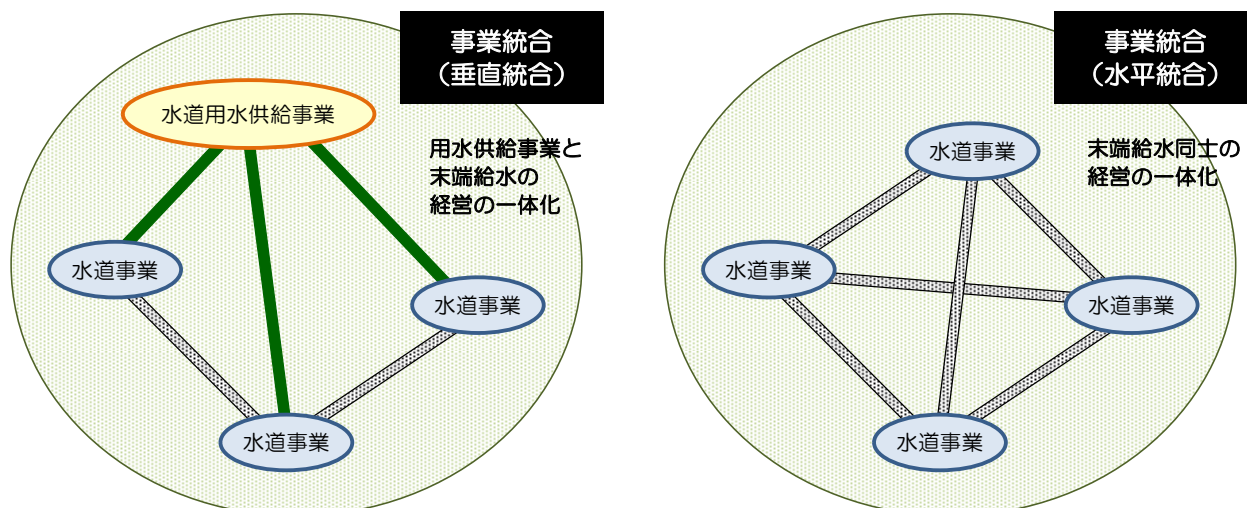 事業統合
（垂直統合）
水道用水供給事業
用水供給事業と
末端給水の
経営の一体化
水道事業
水道事業
水道事業
事業統合
（水平統合）
水道事業
末端給水同士の
経営の一体化
水道事業
水道事業
水道事業